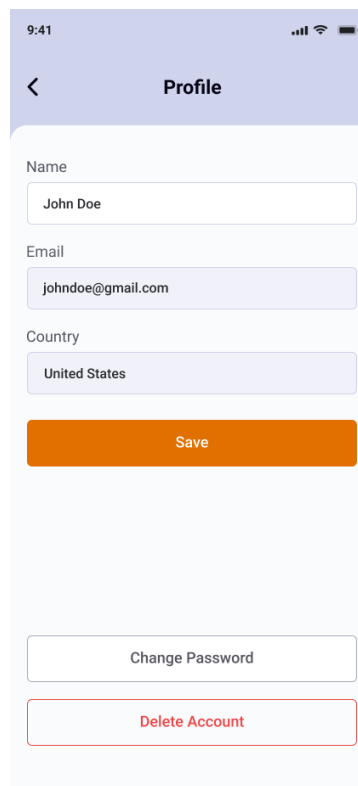 9:41
Profile
Name
John Doe
Email
johndoe@gmail.com
Country
United States
Save
Change Password
Delete Account